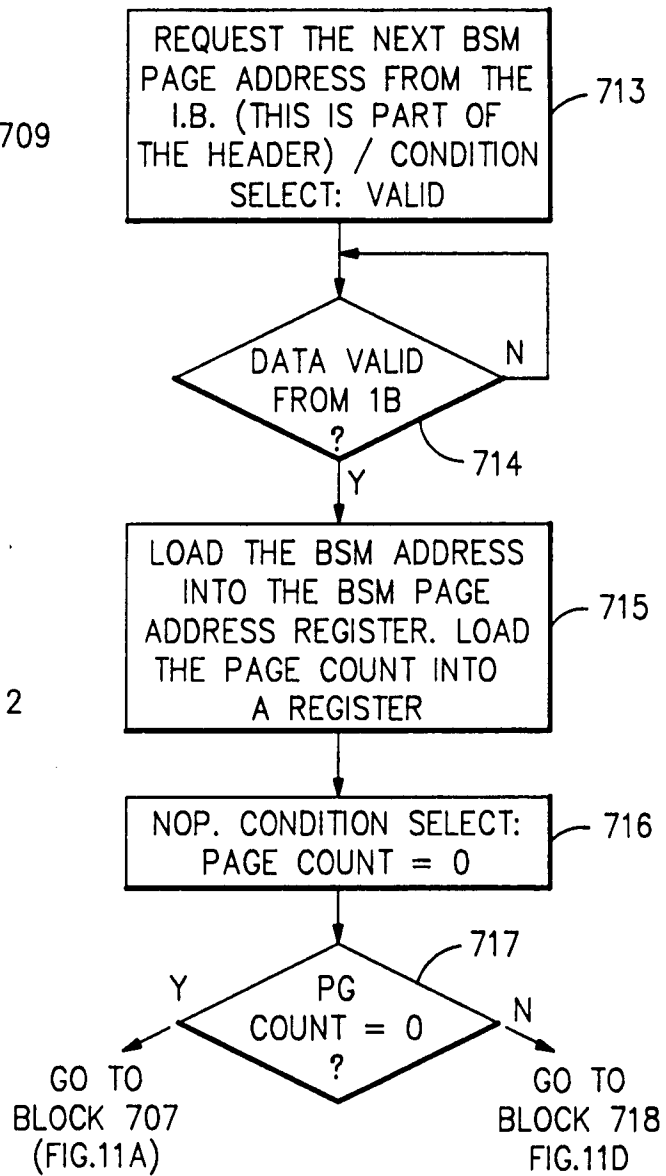 REQUEST THE NEXT BSM
PAGE ADDRESS FROM THE
I.B. (THIS IS PART OF
THE HEADER) / CONDITION
SELECT: VALID
713
709
DATA VALID
FROM 1B
?
N
714
Y
LOAD THE BSM ADDRESS
INTO THE BSM PAGE
ADDRESS REGISTER. LOAD
THE PAGE COUNT INTO
A REGISTER
715
2
NOP. CONDITION SELECT:
PAGE COUNT = 0
716
717
Y
PG
COUNT = 0
?
N
GO TO
BLOCK 707
(FIG.11A)
GO TO
BLOCK 718
FIG.11D